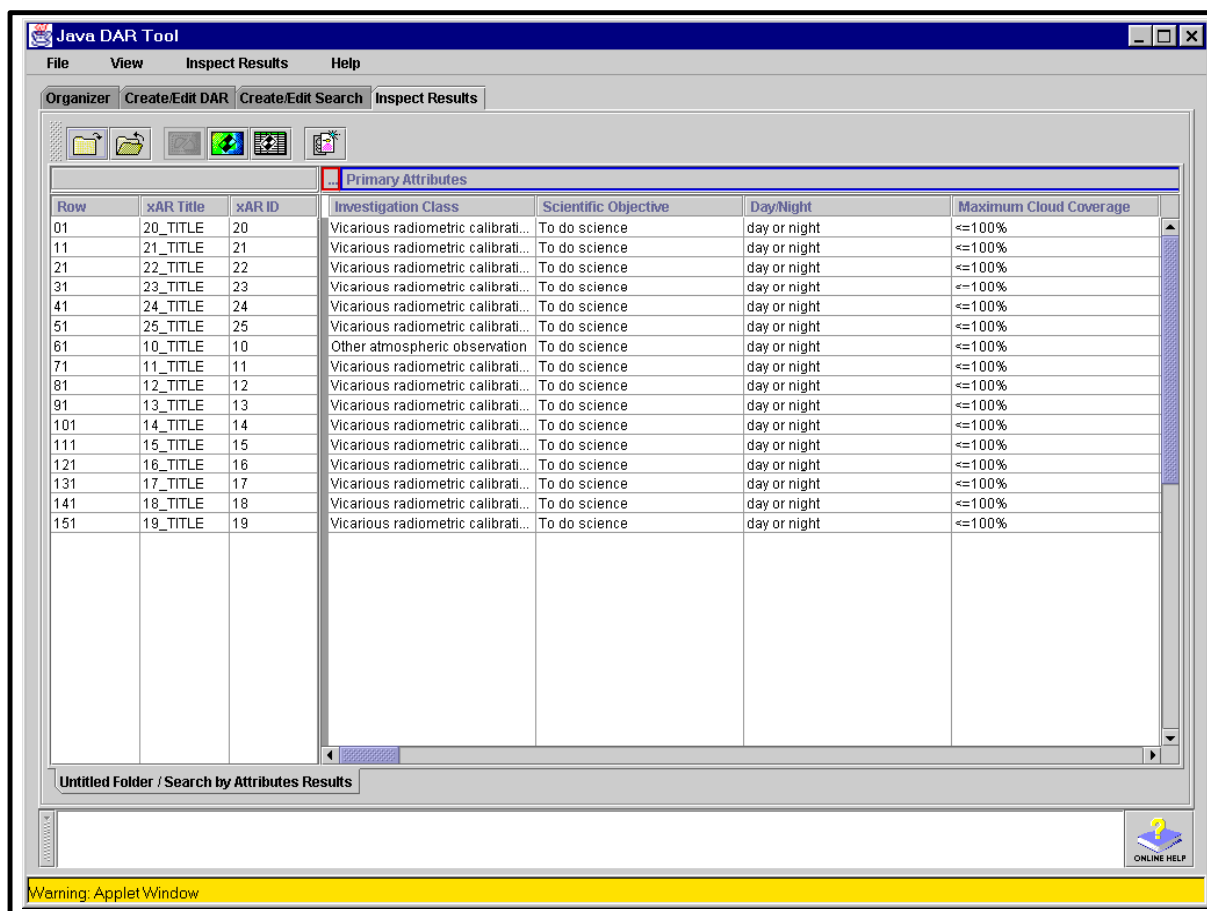 Java DAR Tool
File View Inspect Results Help
Organizer Create/Edit DAR Create/Edit Search Inspect Results
... Primary Attributes
Row xAR Title xAR ID Investigation Class Scientific Objective Day/Night Maximum Cloud Coverage
01 20_TITLE 20 Vicarious radiometric calibrati... To do science day or night <=100%
11 21_TITLE 21 Vicarious radiometric calibrati... To do science day or night <=100%
21 22_TITLE 22 Vicarious radiometric calibrati... To do science day or night <=100%
31 23_TITLE 23 Vicarious radiometric calibrati... To do science day or night <=100%
41 24_TITLE 24 Vicarious radiometric calibrati... To do science day or night <=100%
51 25_TITLE 25 Vicarious radiometric calibrati... To do science day or night <=100%
61 10_TITLE 10 Other atmospheric observation To do science day or night <=100%
71 11_TITLE 11 Vicarious radiometric calibrati... To do science day or night <=100%
81 12_TITLE 12 Vicarious radiometric calibrati... To do science day or night <=100%
91 13_TITLE 13 Vicarious radiometric calibrati... To do science day or night <=100%
101 14_TITLE 14 Vicarious radiometric calibrati... To do science day or night <=100%
111 15_TITLE 15 Vicarious radiometric calibrati... To do science day or night <=100%
121 16_TITLE 16 Vicarious radiometric calibrati... To do science day or night <=100%
131 17_TITLE 17 Vicarious radiometric calibrati... To do science day or night <=100%
141 18_TITLE 18 Vicarious radiometric calibrati... To do science day or night <=100%
151 19_TITLE 19 Vicarious radiometric calibrati... To do science day or night <=100%
Untitled Folder / Search by Attributes Results
ONLINE HELP
Warning: Applet Window